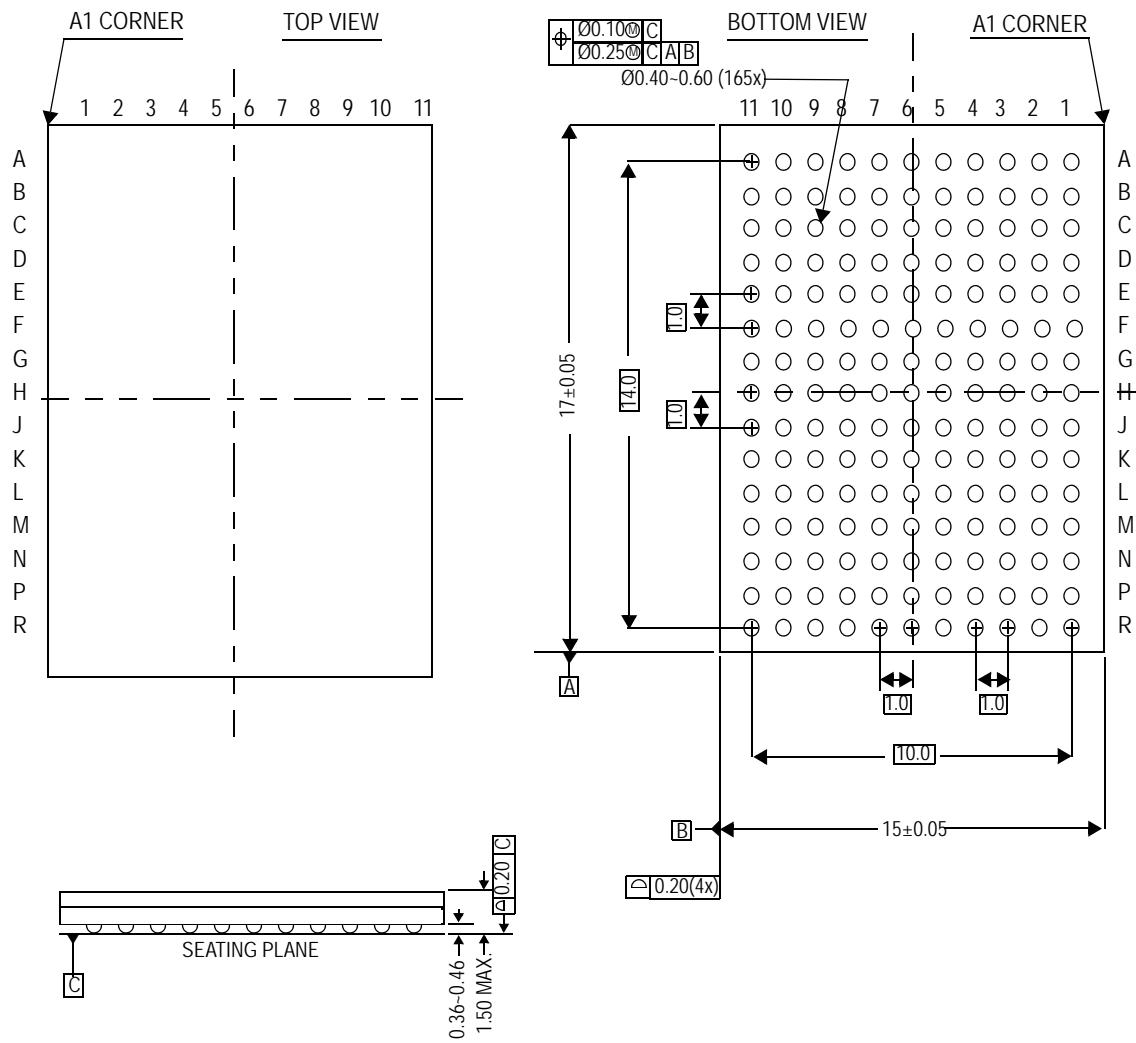 A1 CORNER TOP VIEW
1 2 3 4 5 6 7 8 9 10 11
A
B
C
D
E
F
G
H
J
K
L
M
N
P
R
Ø0.10Ⓜ C
Ø0.25Ⓜ C A B
BOTTOM VIEW A1 CORNER
Ø0.40~0.60 (165x)
11 10 9 8 7 6 5 4 3 2 1
A
B
C
D
E
F
G
H
J
K
L
M
N
P
R
1.0
1.0
14.0
17±0.05
A
1.0 1.0
10.0
B 15±0.05
0.20(4x)
0.20 C
SEATING PLANE
C
0.36~0.46
1.50 MAX.